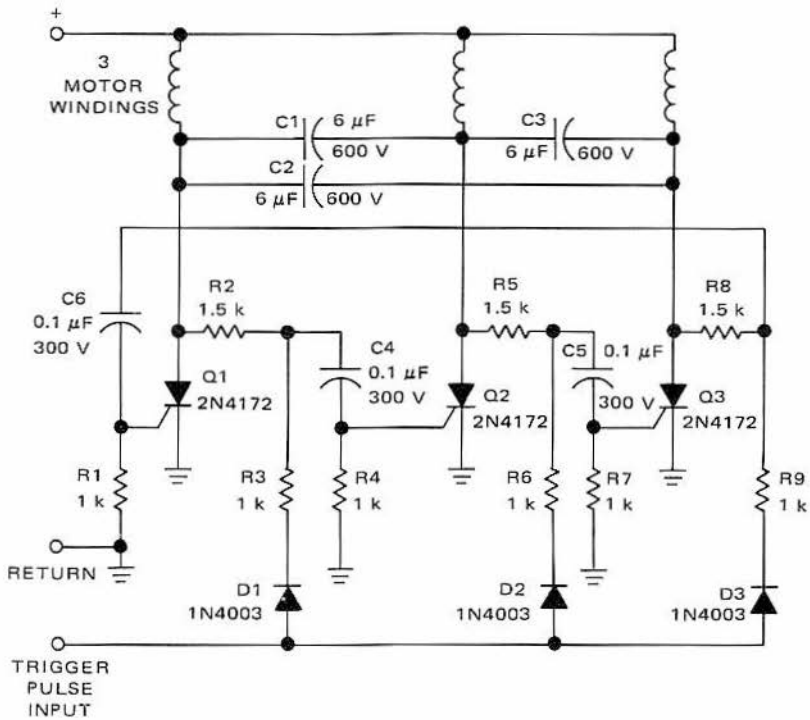 +
3
MOTOR
WINDINGS
C1
6 µF
600 V
C3
6 µF
600 V
C2
6 µF
600 V
C6
0.1 µF
300 V
R2
1.5 k
R5
1.5 k
R8
1.5 k
C4
0.1 µF
300 V
C5
0.1 µF
300 V
Q1
2N4172
Q2
2N4172
Q3
2N4172
R1
1 k
R3
1 k
R4
1 k
R6
1 k
R7
1 k
R9
1 k
RETURN
D1
1N4003
D2
1N4003
D3
1N4003
TRIGGER
PULSE
INPUT